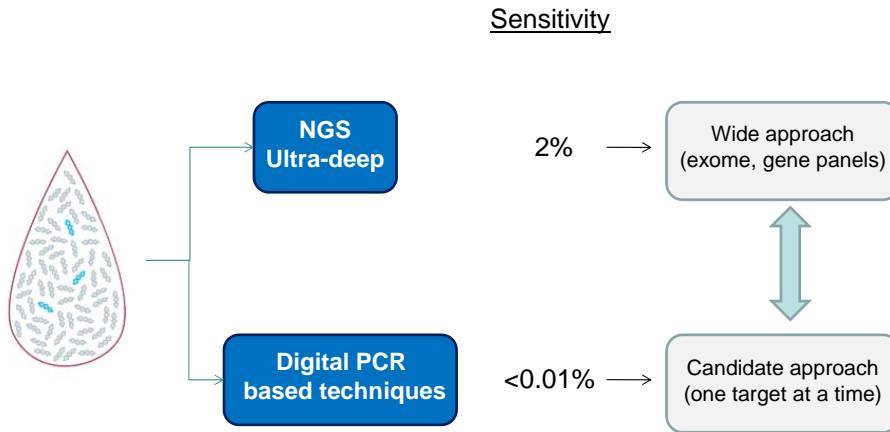 Sensitivity
NGS
Ultra-deep
2%
Wide approach
(exome, gene panels)
Digital PCR
based techniques
<0.01%
Candidate approach
(one target at a time)